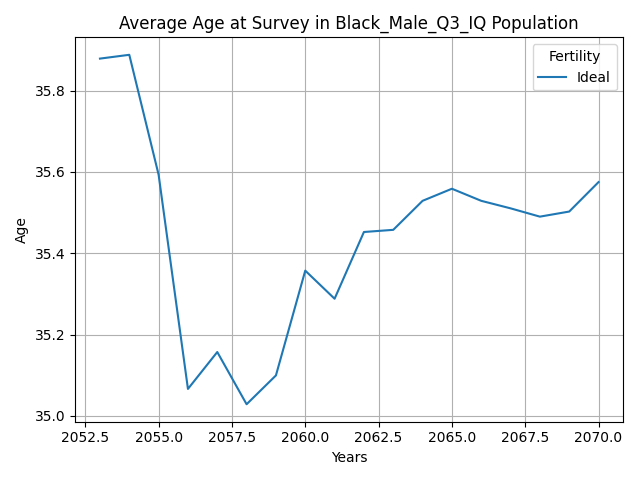 Average Age at Survey in Black_Male_Q3_IQ Population
Fertility
Ideal
35.8
35.6
35.4
35.2
35.0
Age
2052.5 2055.0 2057.5 2060.0 2062.5 2065.0 2067.5 2070.0
Years